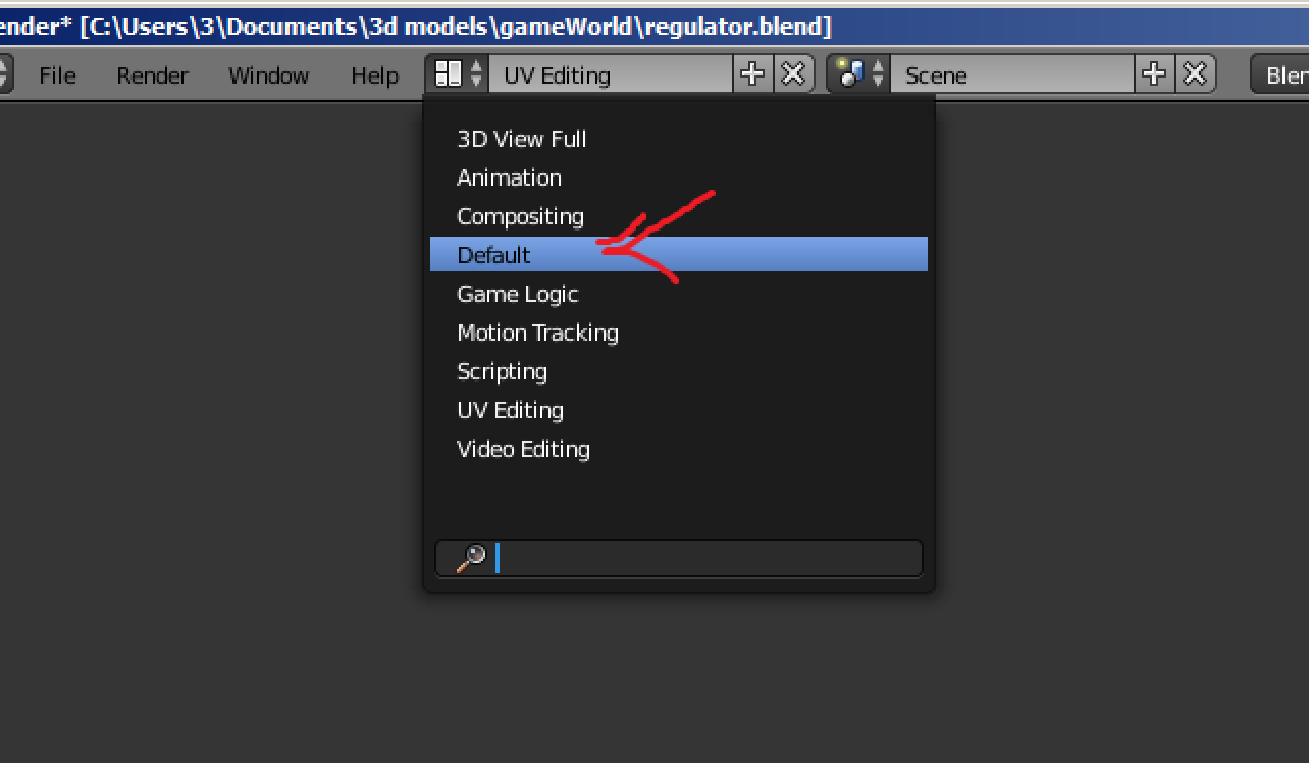 ender* [C:\Users\3\Documents\3d models\gameWorld\regulator.blend]
File Render Window Help UV Editing Scene Blen
3D View Full
Animation
Compositing
Default
Game Logic
Motion Tracking
Scripting
UV Editing
Video Editing